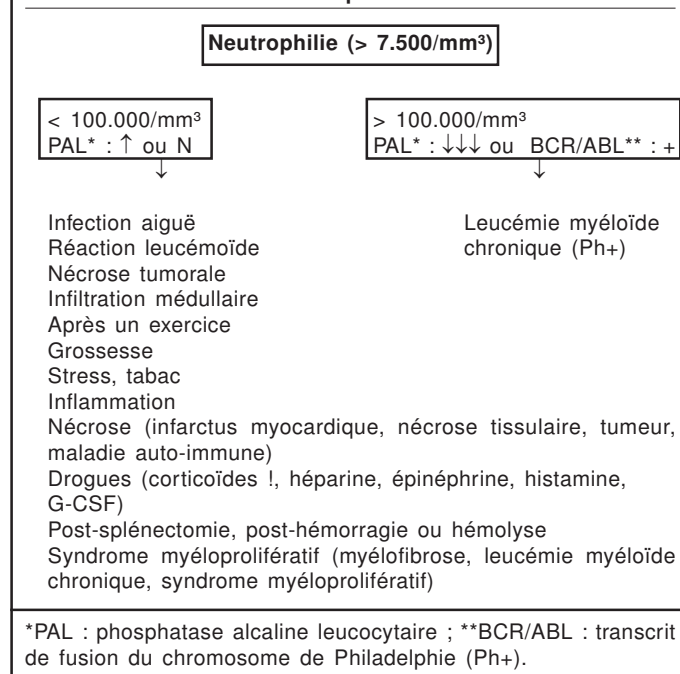 Neutrophilie (> 7.500/mm³)
< 100.000/mm³
PAL* : ↑ ou N
↓
> 100.000/mm³
PAL* : ↓↓↓ ou BCR/ABL** : +
↓
Infection aiguë
Réaction leucémoïde
Nécrose tumorale
Infiltration médullaire
Après un exercice
Grossesse
Stress, tabac
Inflammation
Nécrose (infarctus myocardique, nécrose tissulaire, tumeur,
maladie auto-immune)
Drogues (corticoïdes !, héparine, épinéphrine, histamine,
G-CSF)
Post-splénectomie, post-hémorragie ou hémolyse
Syndrome myéloprolifératif (myélofibrose, leucémie myéloïde
chronique, syndrome myéloprolifératif)
Leucémie myéloïde
chronique (Ph+)
*PAL : phosphatase alcaline leucocytaire ; **BCR/ABL : transcrit
de fusion du chromosome de Philadelphie (Ph+).